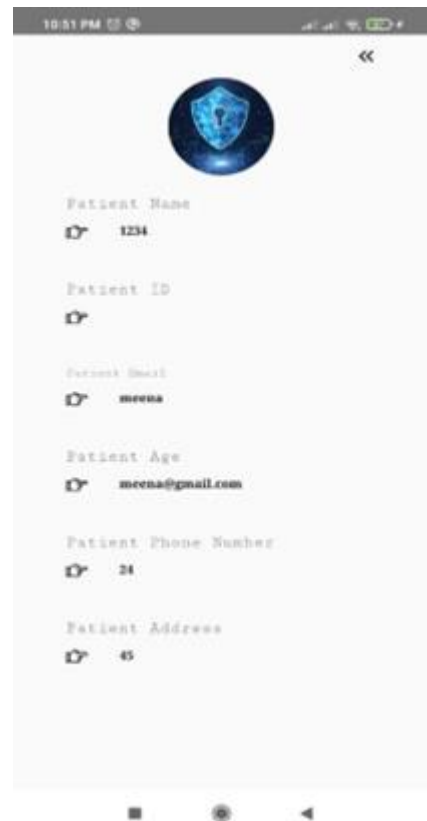 10:51 PM
Patient Name
1234
Patient ID
Patient Gmail
meena
Patient Age
meena@gmail.com
Patient Phone Number
24
Patient Address
45